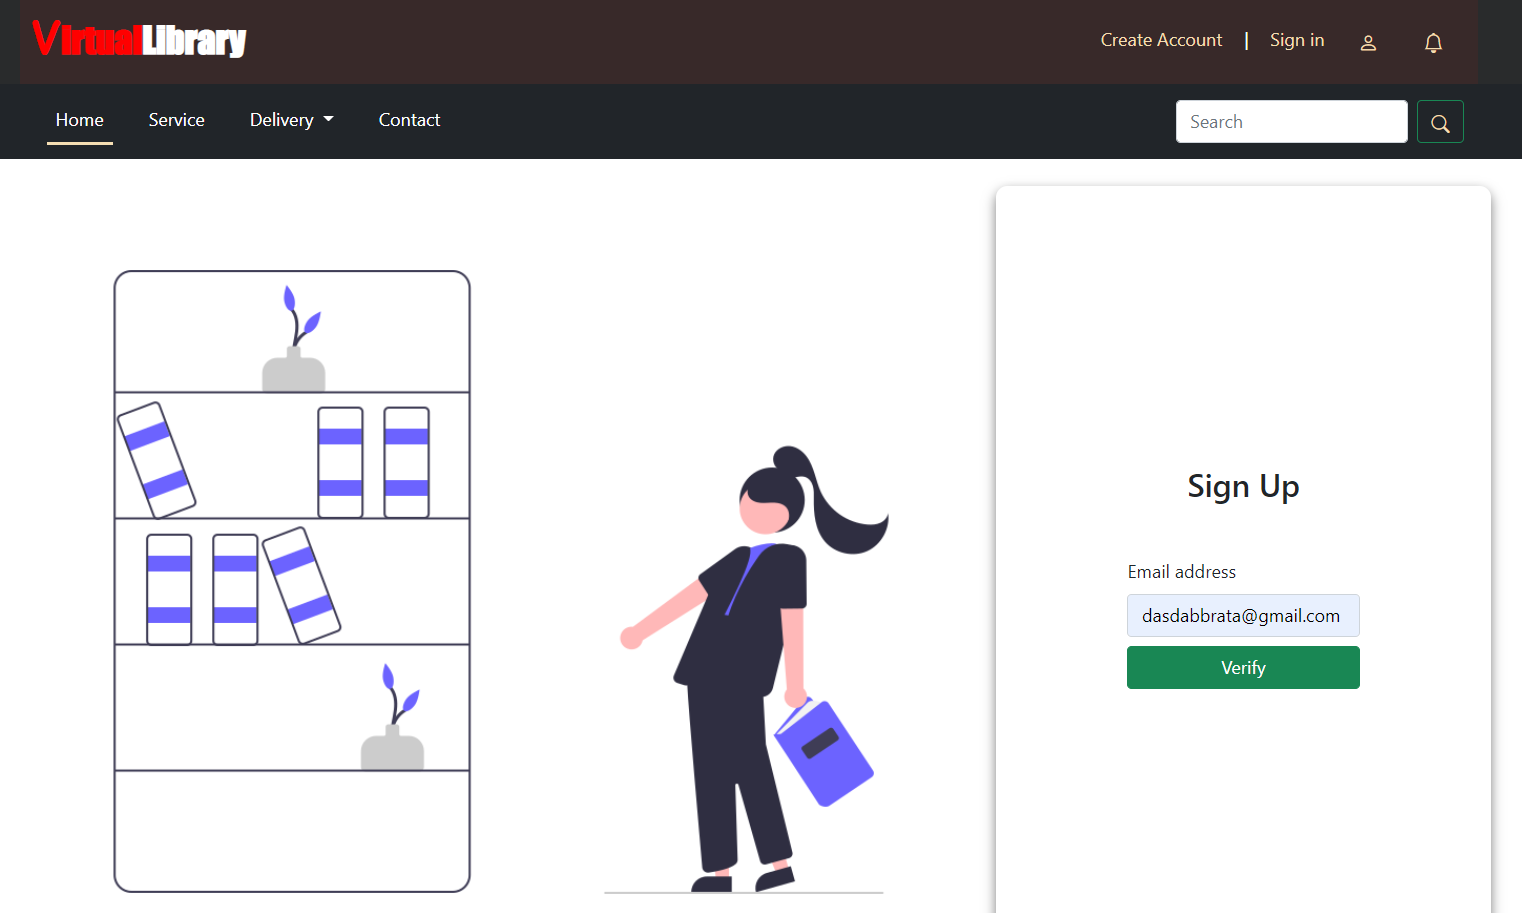 VirtualLibrary
Create Account | Sign in
Home Service Delivery Contact
Search
Sign Up
Email address
dasdabbrata@gmail.com
Verify